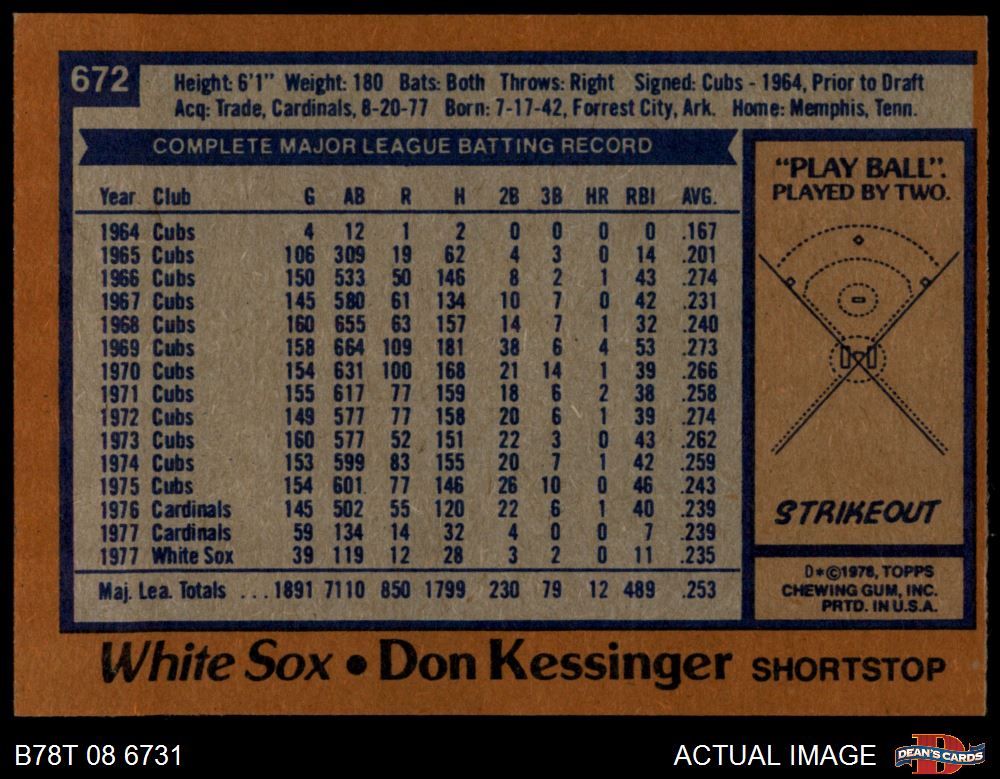 672
Height: 6'1" Weight: 180 Bats: Both Throws: Right Signed: Cubs - 1964, Prior to Draft
Acq: Trade, Cardinals, 8-20-77 Born: 7-17-42, Forrest City, Ark. Home: Memphis, Tenn.
COMPLETE MAJOR LEAGUE BATTING RECORD
Year Club G AB R H 2B 3B HR RBI AVG.
1964 Cubs 4 12 1 2 0 0 0 0 .167
1965 Cubs 106 309 19 62 4 3 0 14 .201
1966 Cubs 150 533 50 146 8 2 1 43 .274
1967 Cubs 145 580 61 134 10 7 0 42 .231
1968 Cubs 160 655 63 157 14 7 1 32 .240
1969 Cubs 158 664 109 181 38 6 4 53 .273
1970 Cubs 154 631 100 168 21 14 1 39 .266
1971 Cubs 155 617 77 159 18 6 2 38 .258
1972 Cubs 149 577 77 158 20 6 1 39 .274
1973 Cubs 160 577 52 151 22 3 0 43 .262
1974 Cubs 153 599 83 155 20 7 1 42 .259
1975 Cubs 154 601 77 146 26 10 0 46 .243
1976 Cardinals 145 502 55 120 22 6 1 40 .239
1977 Cardinals 59 134 14 32 4 0 0 7 .239
1977 White Sox 39 119 12 28 3 2 0 11 .235
Maj. Lea. Totals ... 1891 7110 850 1799 230 79 12 489 .253
"PLAY BALL".
PLAYED BY TWO.
STRIKEOUT
D*©1978, TOPPS
CHEWING GUM, INC.
PRTD. IN U.S.A.
White Sox • Don Kessinger SHORTSTOP
B78T 08 6731 ACTUAL IMAGE
D
DEAN'S CARDS